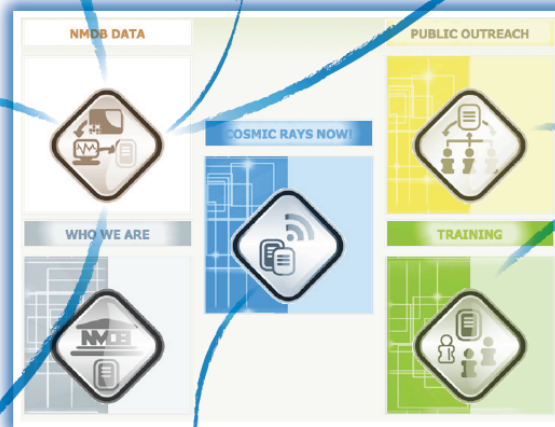 NMDB DATA
PUBLIC OUTREACH
COSMIC RAYS NOW!
WHO WE ARE
TRAINING
NMDB